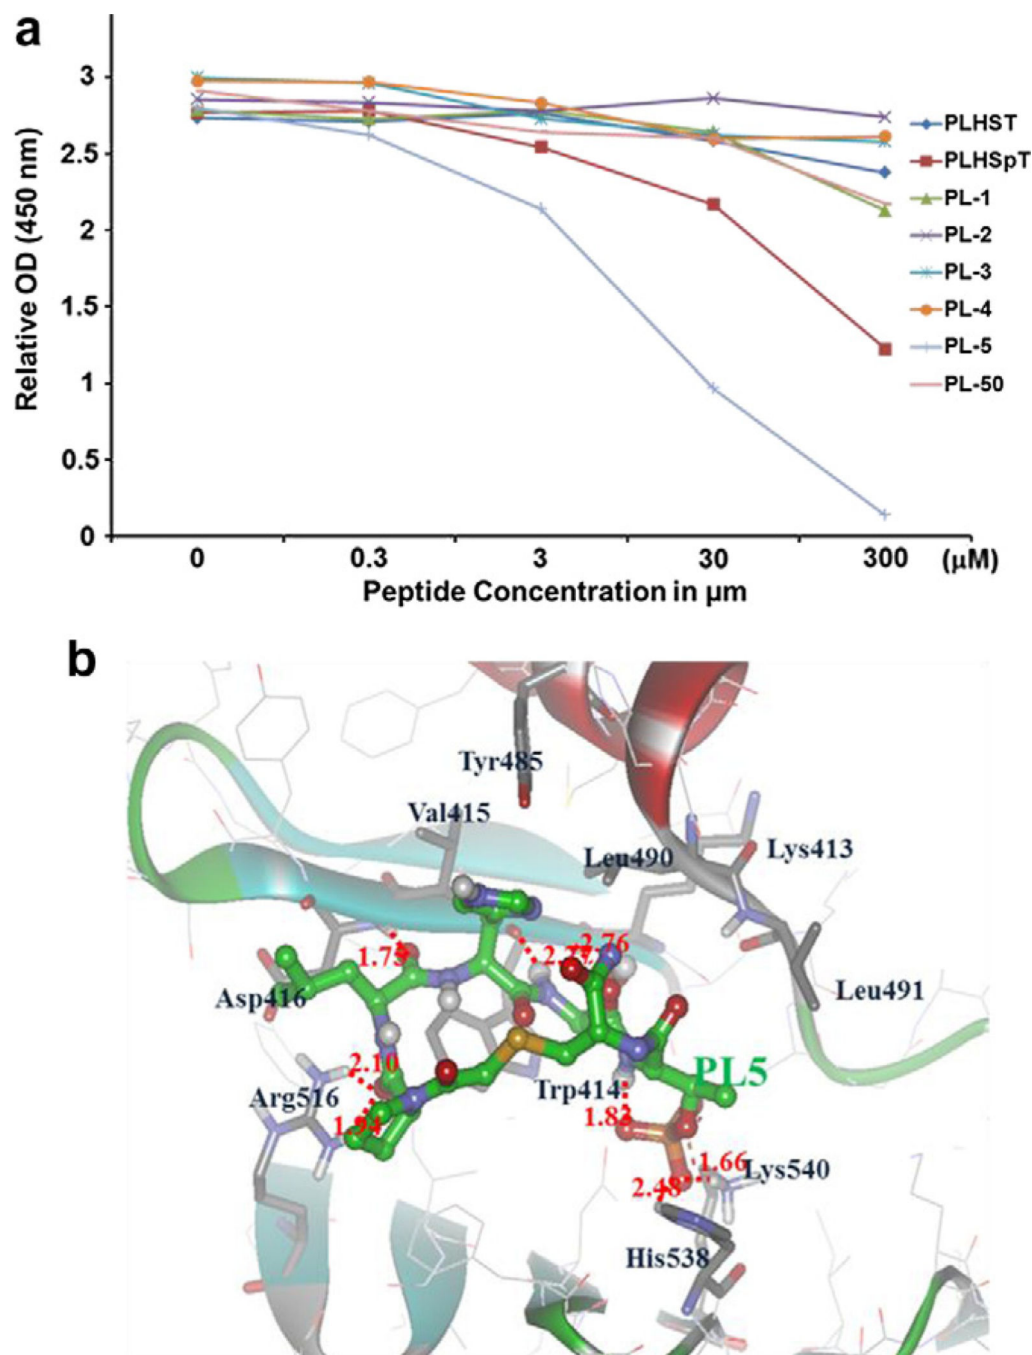 a
Relative OD (450 nm)
3
2.5
2
1.5
1
0.5
0
0 0.3 3 30 300 (µM)
Peptide Concentration in µm
PLHST
PLHSpT
PL-1
PL-2
PL-3
PL-4
PL-5
PL-50
b
Tyr485
Val415
Leu490
Lys413
2.76
1.75
Asp416
Leu491
2.10
PL5
Arg516
Trp414
1.94
1.83
1.66
Lys540
2.48
His538